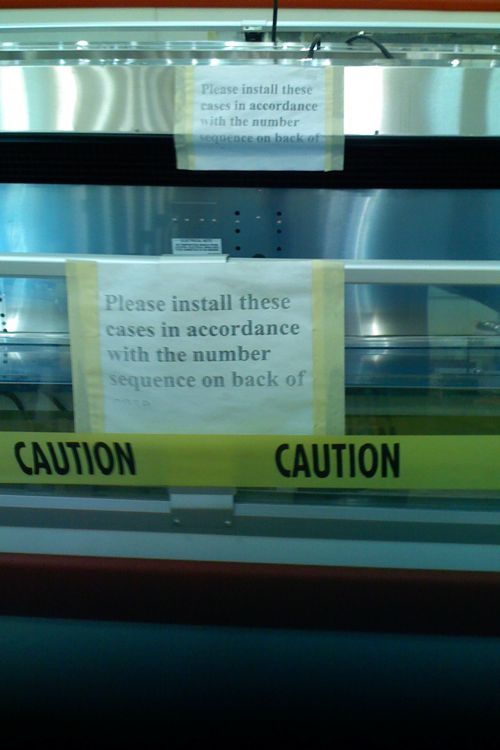 Please install these
cases in accordance
with the number
sequence on back of
Please install these
cases in accordance
with the number
sequence on back of
CAUTION CAUTION